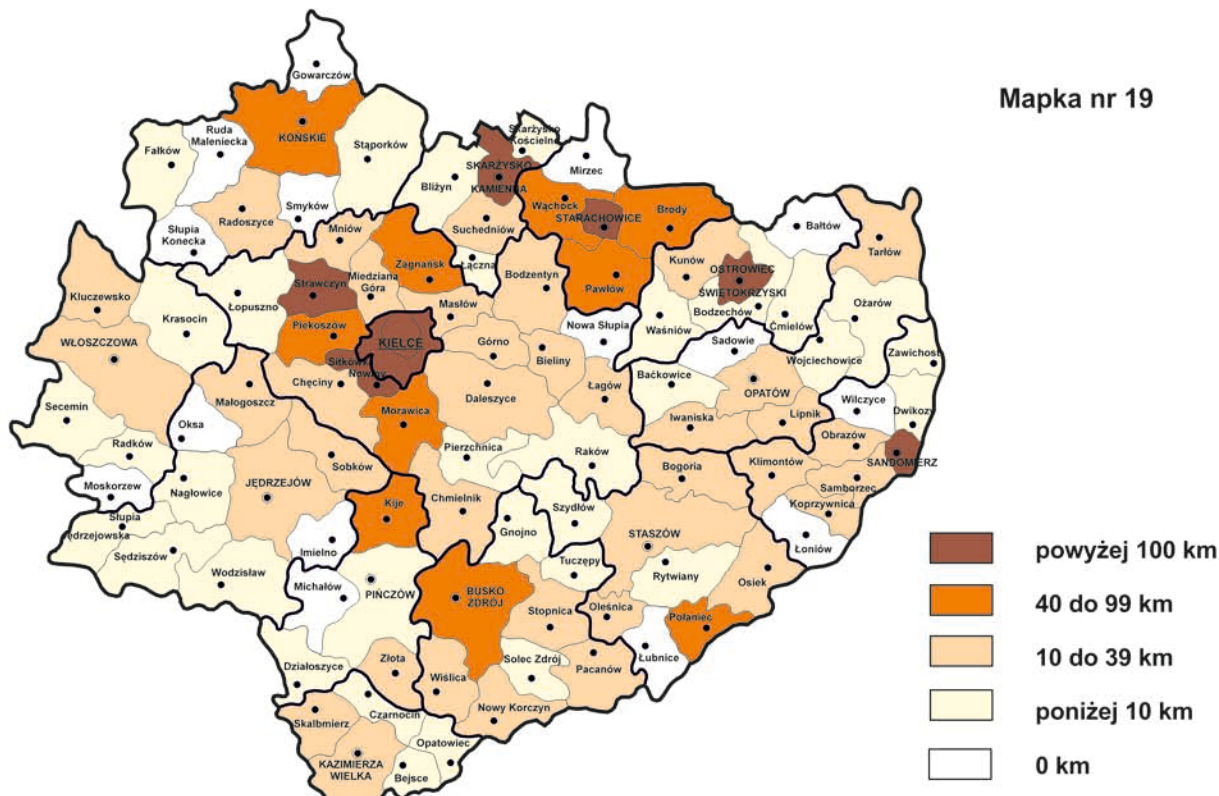 Mapka nr 19
Gowarczów
KOŃSKIE
Ruda
Maleniecka
Fałków
Stąporków
Smyków
Radoszyce
Słupia
Konecka
Skarżysko
Kościelne
SKARŻYSKO
KAMIENNA
Bliżyn
Suchedniów
Łączna
Mirzec
Wąchock
STARACHOWICE
Brody
Pawłów
Bałtów
Kunów
OSTROWIEC
ŚWIĘTOKRZYSKI
Bodzechów
Waśniów
Ćmielów
Tarłów
Ożarów
Wojciechowice
Sadowie
Baćkowice
OPATÓW
Iwaniska
Lipnik
Zawichost
Wilczyce
Dwikozy
Obrazów
SANDOMIERZ
Klimontów
Samborzec
Koprzywnica
Łoniów
Mniów
Zagnańsk
Miedziana
Góra
Strawczyn
Łopuszno
Piekoszów
Masłów
Bodzentyn
Nowa Słupia
KIELCE
Sitkówka
Nowiny
Górno
Bieliny
Chęciny
Daleszyce
Łagów
Morawica
Pierzchnica
Raków
Chmielnik
Kluczewsko
Krasocin
WŁOSZCZOWA
Secemin
Radków
Moskorzew
Małogoszcz
Oksa
Nagłowice
JĘDRZEJÓW
Sobków
Słupia
Jędrzejowska
Sędziszów
Wodzisław
Imielno
Kije
Michałów
PIŃCZÓW
Działoszyce
Złota
Bogoria
Szydłów
Gnojno
Tuczępy
STASZÓW
Rytwiany
Osiek
Oleśnica
Połaniec
Łubnice
BUSKO
ZDRÓJ
Stopnica
Solec Zdrój
Pacanów
Wiślica
Nowy Korczyn
Skalbmierz
Czarnocin
Opatowiec
KAZIMIERZA
WIELKA
Bejsce
powyżej 100 km
40 do 99 km
10 do 39 km
poniżej 10 km
0 km